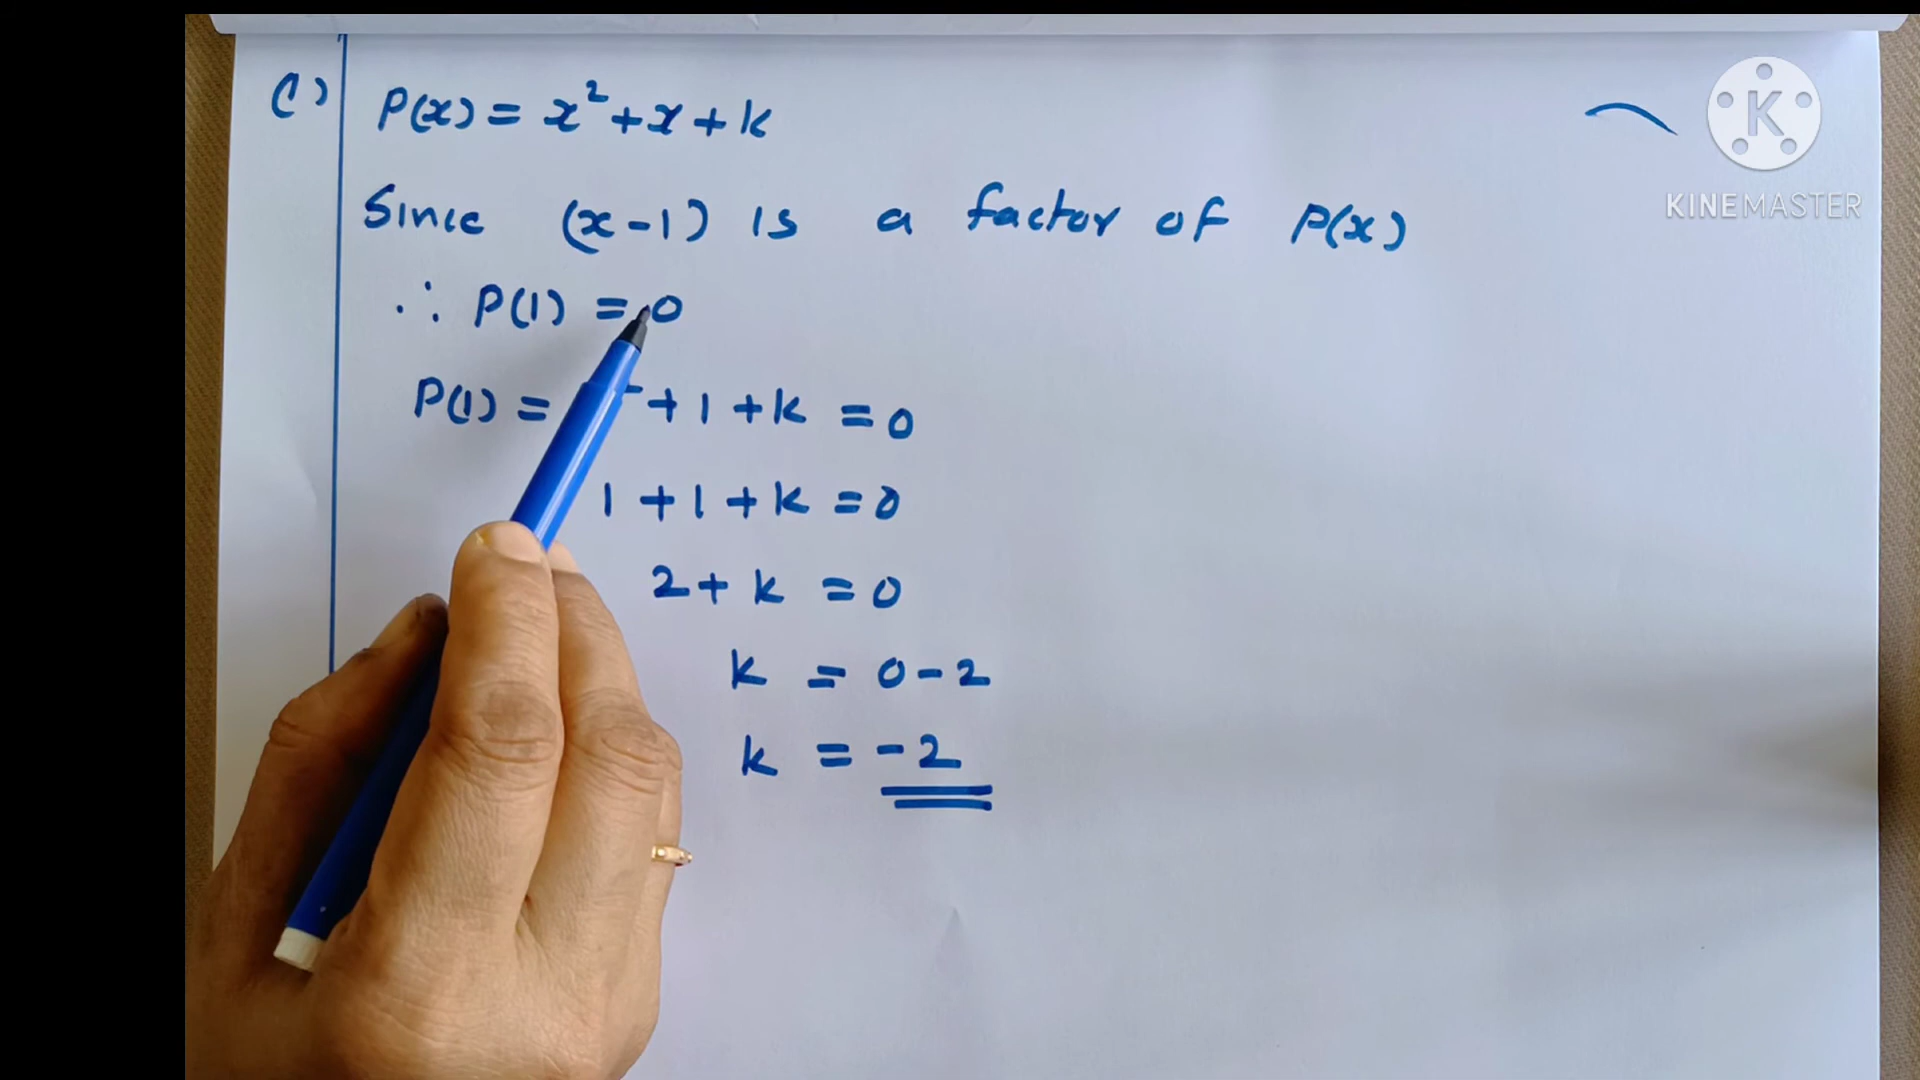 (1) P(x) = x² + x + k
Since (x-1) is a factor of P(x)
∴ P(1) = 0
P(1) = + 1 + k = 0
1 + 1 + k = 0
2 + k = 0
k = 0 - 2
k = -2
K
KINEMASTER